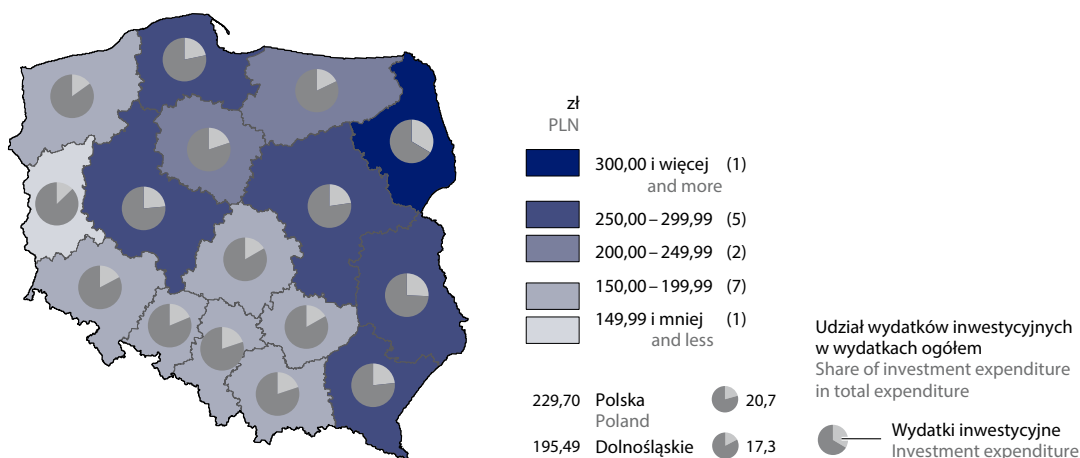 zł
PLN
300,00 i więcej (1)
and more
250,00 – 299,99 (5)
200,00 – 249,99 (2)
150,00 – 199,99 (7)
149,99 i mniej (1)
and less
229,70 Polska 20,7
Poland
195,49 Dolnośląskie 17,3
Udział wydatków inwestycyjnych
w wydatkach ogółem
Share of investment expenditure
in total expenditure
Wydatki inwestycyjne
Investment expenditure